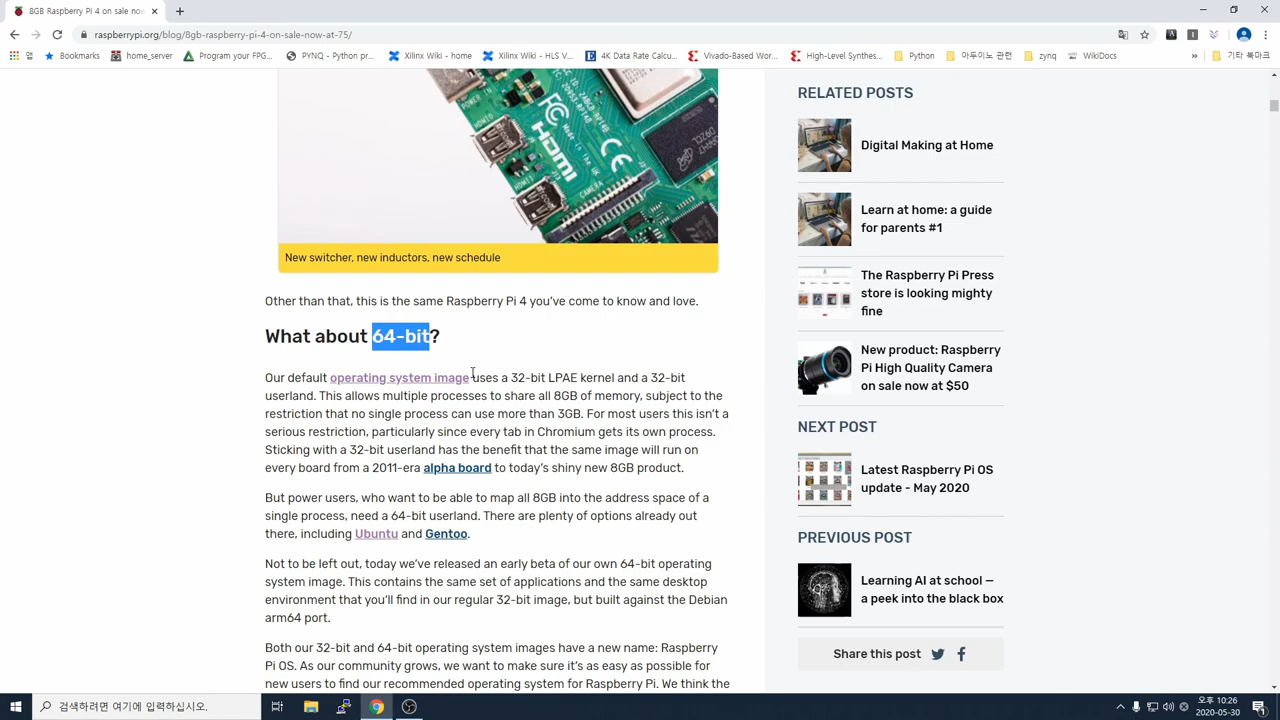 8GB Raspberry Pi 4 on sale now
raspberrypi.org/blog/8gb-raspberry-pi-4-on-sale-now-at-75/
앱
Bookmarks
home_server
Program your FPG...
PYNQ - Python pr...
Xilinx Wiki - home
Xilinx Wiki - HLS V...
4K Data Rate Calcu...
Vivado-Based Wor...
High-Level Synthes...
Python
아두이노 관련
zynq
WikiDocs
»
기타 북마크
HDMI
New switcher, new inductors, new schedule
Other than that, this is the same Raspberry Pi 4 you've come to know and love.
What about 64-bit?
Our default operating system image uses a 32-bit LPAE kernel and a 32-bit
userland. This allows multiple processes to share all 8GB of memory, subject to the
restriction that no single process can use more than 3GB. For most users this isn't a
serious restriction, particularly since every tab in Chromium gets its own process.
Sticking with a 32-bit userland has the benefit that the same image will run on
every board from a 2011-era alpha board to today's shiny new 8GB product.
But power users, who want to be able to map all 8GB into the address space of a
single process, need a 64-bit userland. There are plenty of options already out
there, including Ubuntu and Gentoo.
Not to be left out, today we've released an early beta of our own 64-bit operating
system image. This contains the same set of applications and the same desktop
environment that you'll find in our regular 32-bit image, but built against the Debian
arm64 port.
Both our 32-bit and 64-bit operating system images have a new name: Raspberry
Pi OS. As our community grows, we want to make sure it's as easy as possible for
new users to find our recommended operating system for Raspberry Pi. We think the
RELATED POSTS
Digital Making at Home
Learn at home: a guide
for parents #1
The Raspberry Pi Press
store is looking mighty
fine
New product: Raspberry
Pi High Quality Camera
on sale now at $50
NEXT POST
Latest Raspberry Pi OS
update - May 2020
PREVIOUS POST
Learning AI at school —
a peek into the black box
Share this post
검색하려면 여기에 입력하십시오.
오후 10:26
2020-05-30